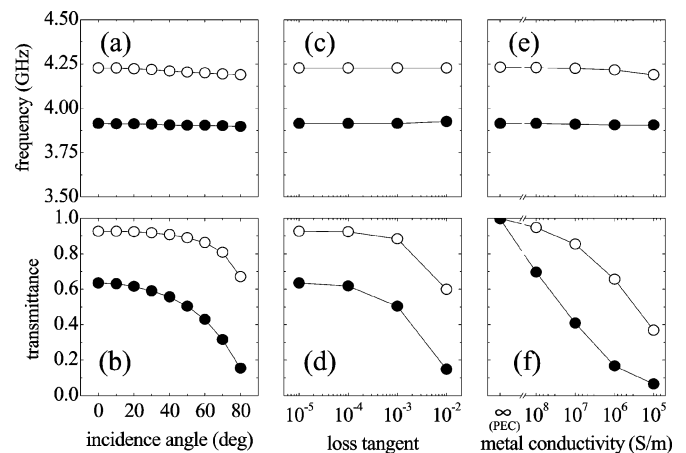 (a) (c) (e)
frequency (GHz)
4.50
4.25
4.00
3.75
3.50
(b) (d) (f)
transmittance
1.0
0.8
0.6
0.4
0.2
0.0
0 20 40 60 80
incidence angle (deg)
10⁻⁵ 10⁻⁴ 10⁻³ 10⁻²
loss tangent
∞ 10⁸ 10⁷ 10⁶ 10⁵
(PEC)
metal conductivity (S/m)